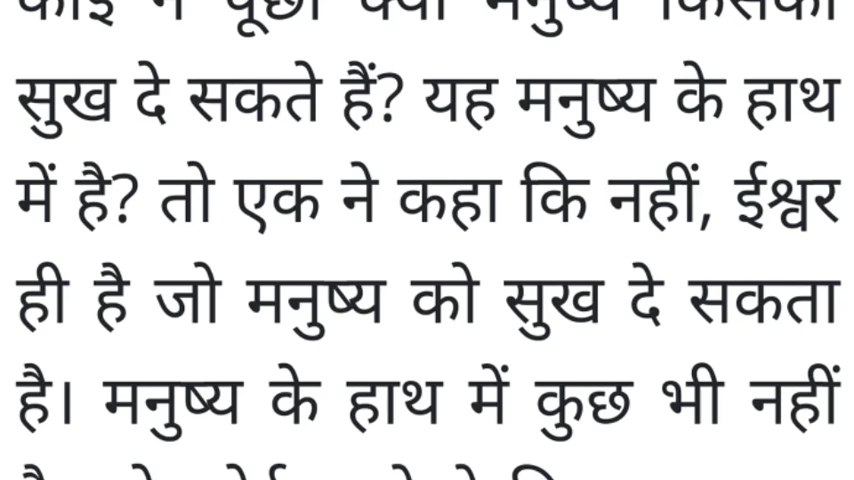 सुख दे सकते हैं? यह मनुष्य के हाथ
में है? तो एक ने कहा कि नहीं, ईश्वर
ही है जो मनुष्य को सुख दे सकता
है। मनुष्य के हाथ में कुछ भी नहीं